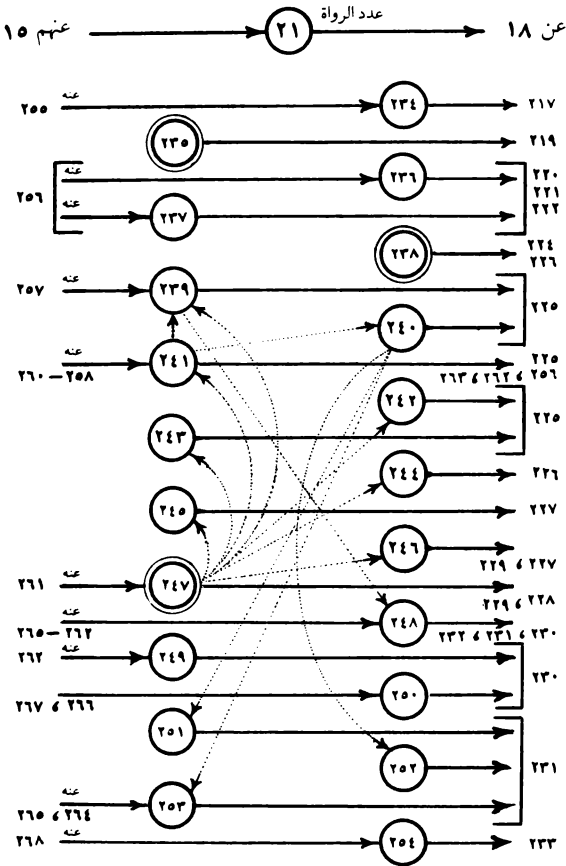 عدد الرواة
عن ١٨ ٢١ عنهم ١٥
٢١٧ ٢٣٤ عنه ٢٥٥
٢١٩ ٢٣٥
٢٢٠ ٢٣٦ عنه
٢٢١ ٢٥٦
٢٢٢ ٢٣٧ عنه
٢٢٤ ٢٣٨
٢٢٦
٢٣٩ عنه ٢٥٧
٢٢٥ ٢٤٠
٢٢٥ ٢٤١ عنه
٢٥٦ ، ٢٦٢ ، ٢٦٣ ٢٥٨ – ٢٦٠
٢٤٢
٢٢٥ ٢٤٣
٢٢٦ ٢٤٤
٢٢٧ ٢٤٥
٢٤٦
٢٢٧ ، ٢٢٩
٢٤٧ عنه ٢٦١
٢٢٨ ، ٢٢٩
٢٤٨ عنه
٢٣٠ ، ٢٣١ ، ٢٣٢ ٢٦٢ – ٢٦٥
٢٤٩ عنه ٢٦٢
٢٣٠ ٢٥٠
٢٦٦ ، ٢٦٧
٢٥١
٢٣١ ٢٥٢
٢٥٣ عنه
٢٦٤ ، ٢٦٥
٢٣٣ ٢٥٤ عنه ٢٦٨